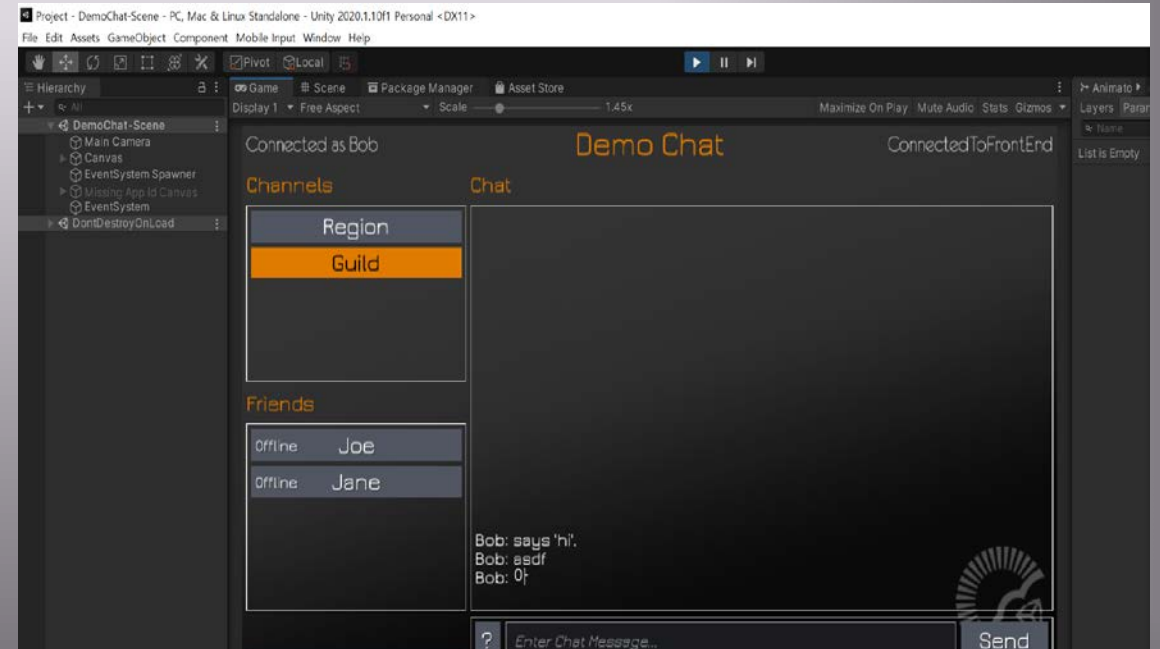 Project - DemoChat-Scene - PC, Mac & Linux Standalone - Unity 2020.1.10f1 Personal <DX11>
File Edit Assets GameObject Component Mobile Input Window Help
Pivot Local
Hierarchy
Game Scene Package Manager Asset Store
Animato
All
Display 1 Free Aspect Scale 1.45x Maximize On Play Mute Audio Stats Gizmos
Layers Parar
Name
List is Empty
DemoChat-Scene
Main Camera
Canvas
EventSystem Spawner
Missing App Id Canvas
EventSystem
DontDestroyOnLoad
Connected as Bob
Demo Chat
ConnectedToFrontEnd
Channels
Region
Guild
Friends
Offline Joe
Offline Jane
Chat
Bob: says 'hi'.
Bob: asdf
Bob: 아
? Enter Chat Message... Send